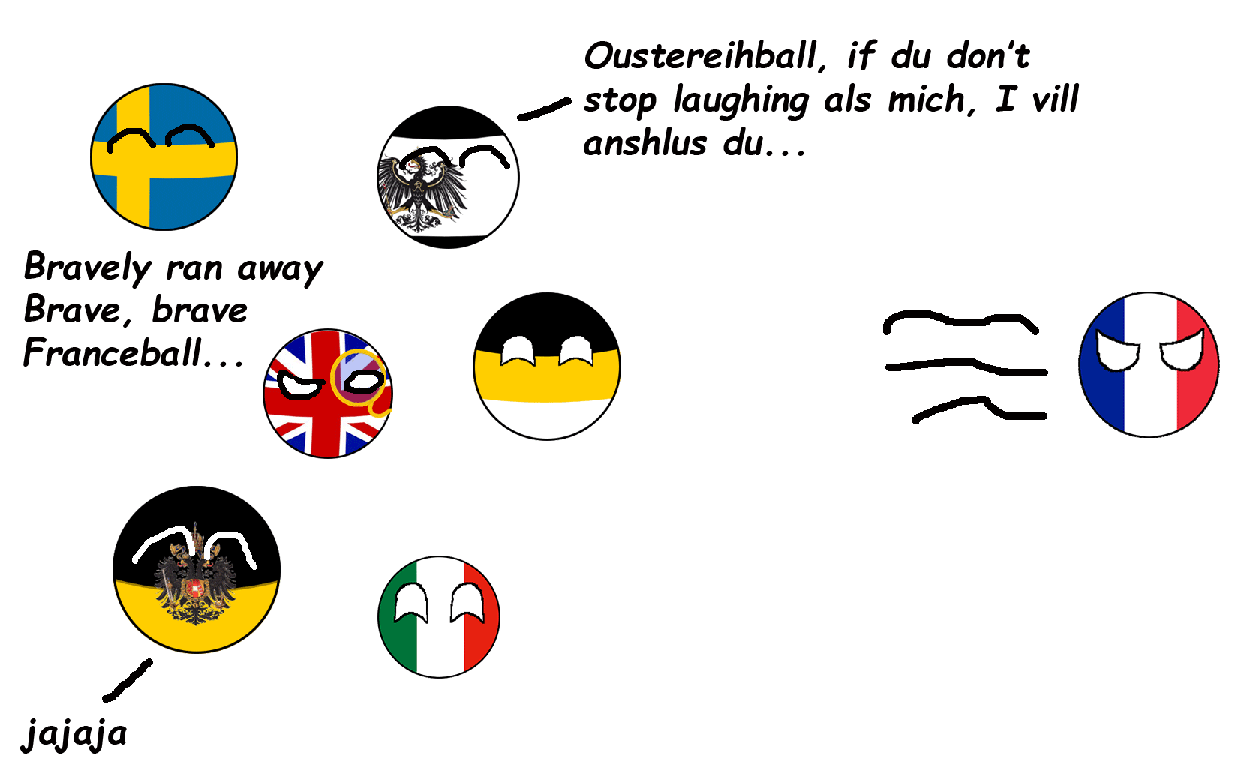 Oustereihball, if du don't
stop laughing als mich, I vill
anshlus du...
Bravely ran away
Brave, brave
Franceball...
jajaja